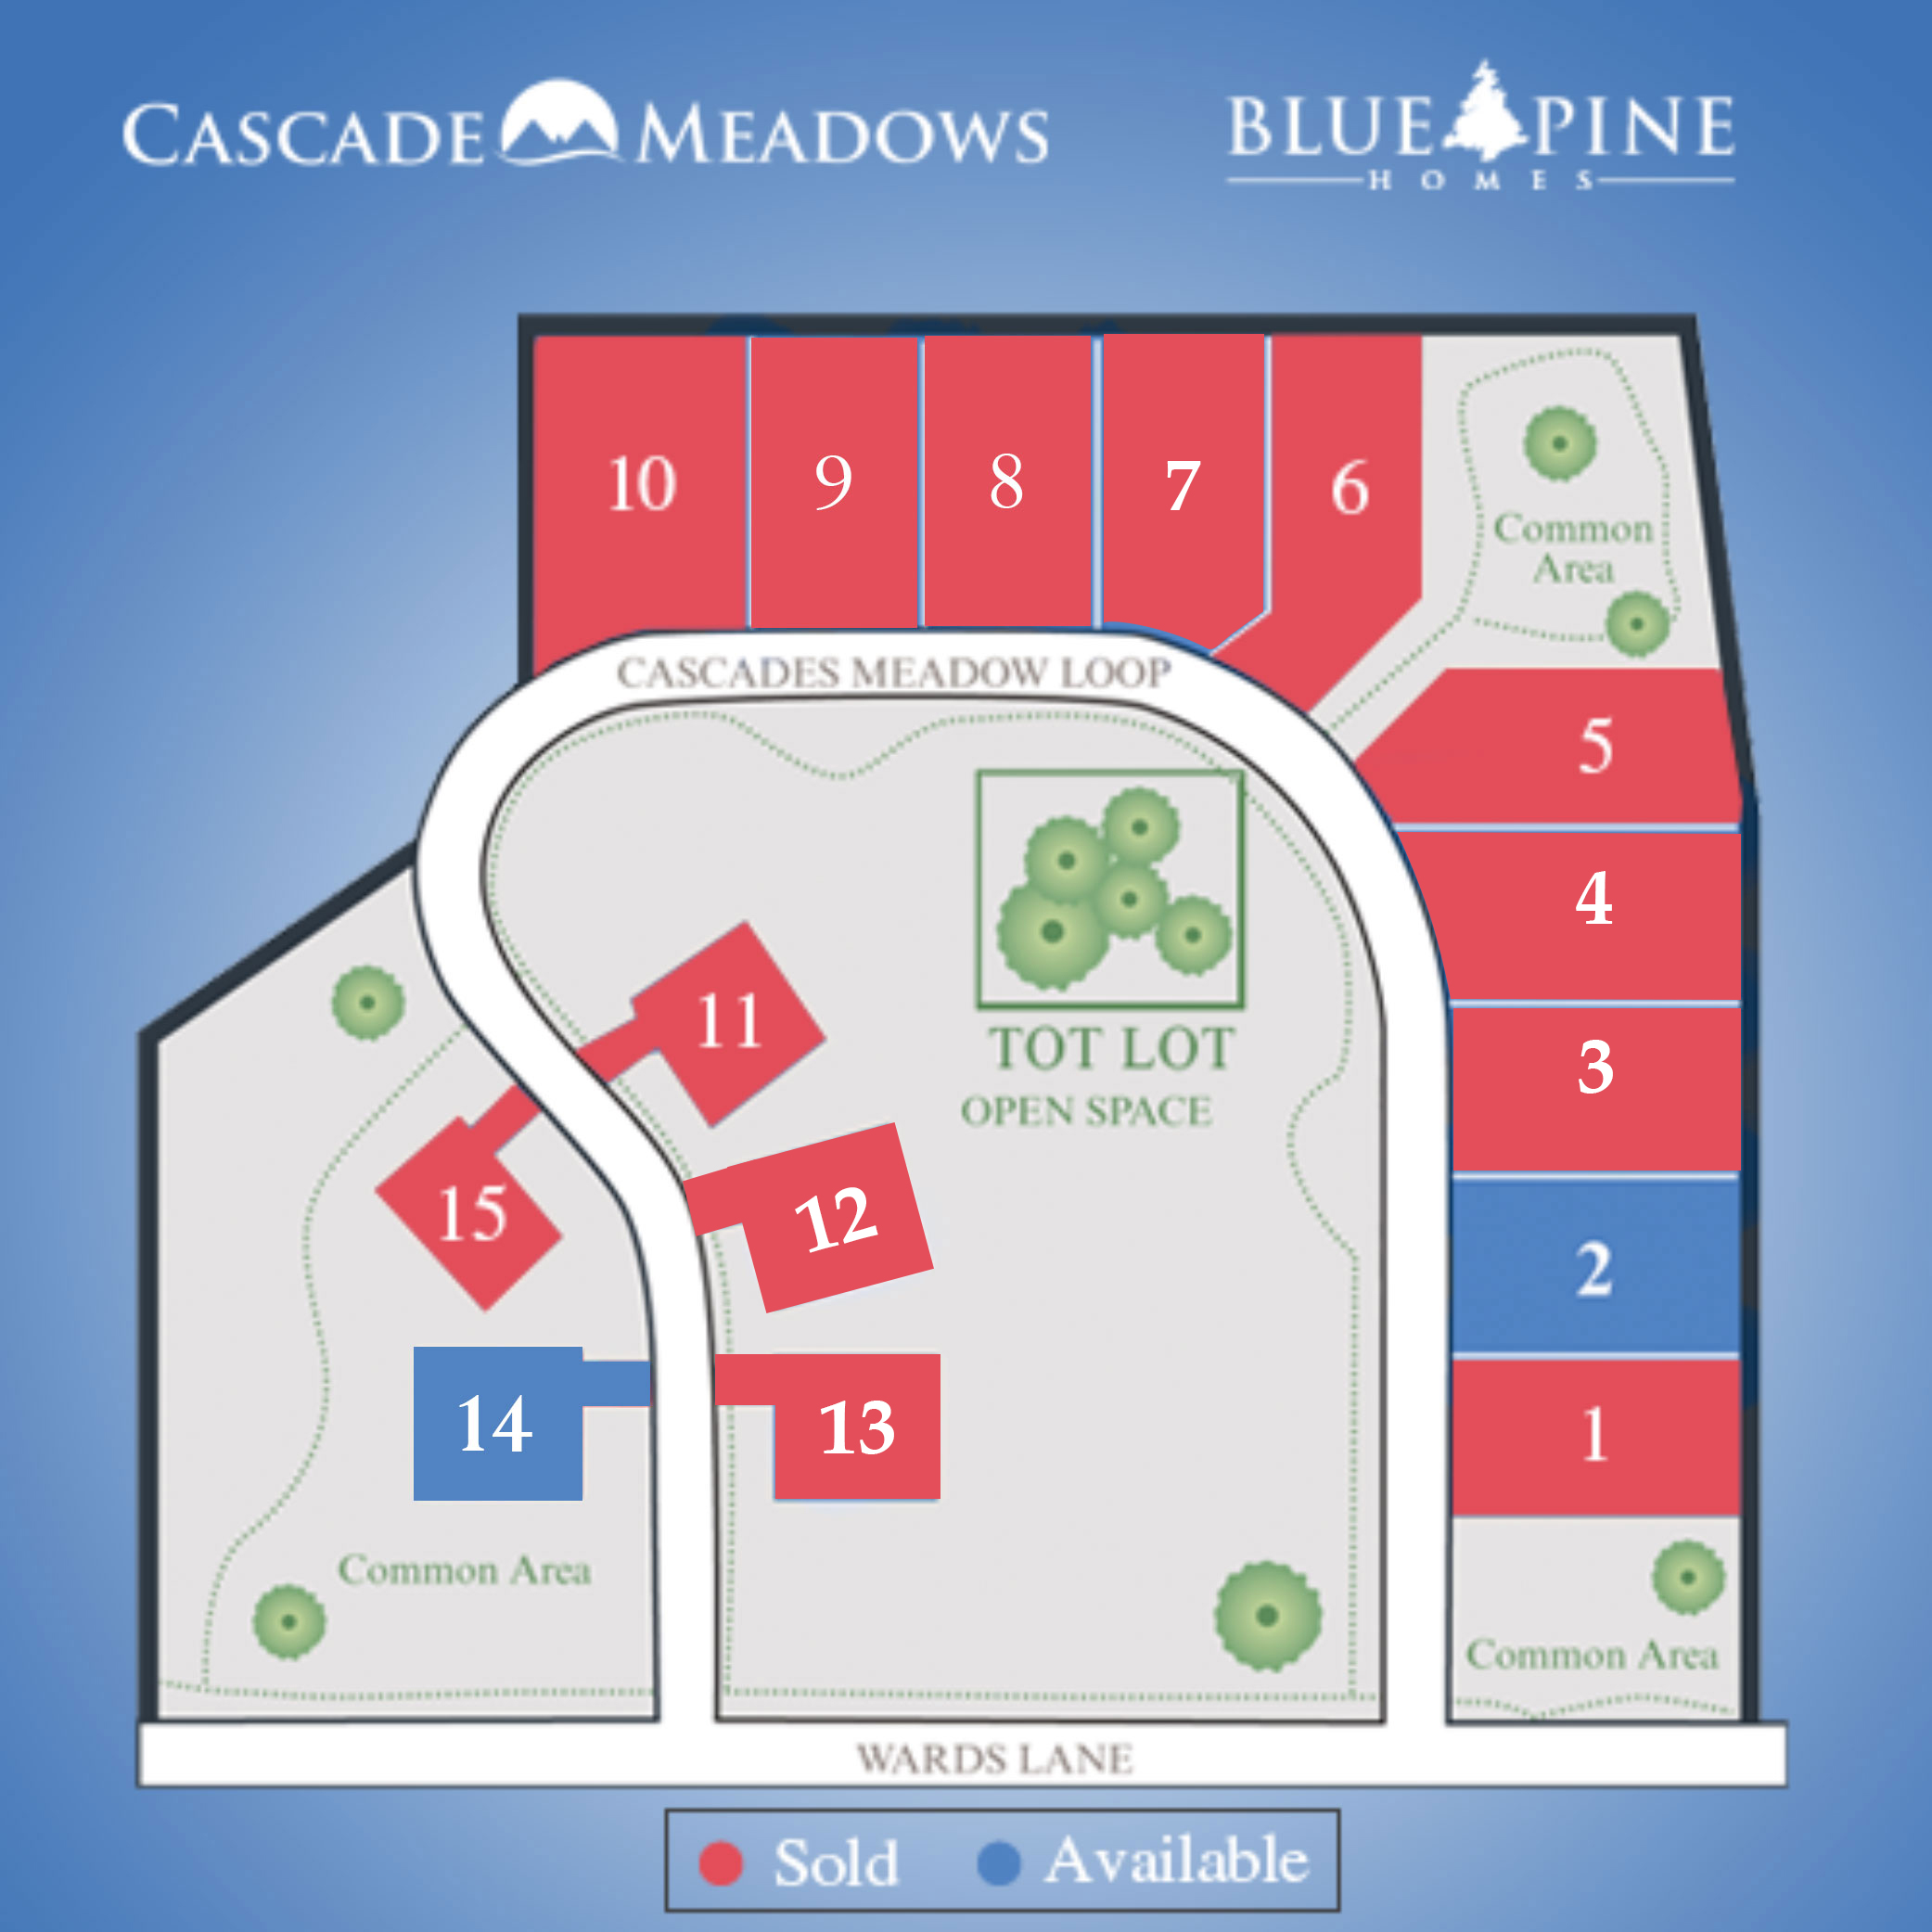 CASCADE MEADOWS
BLUE PINE
HOMES
10
9
8
7
6
Common
Area
CASCADES MEADOW LOOP
5
4
11
TOT LOT
OPEN SPACE
3
15
12
2
14
13
1
Common Area
Common Area
WARDS LANE
Sold
Available